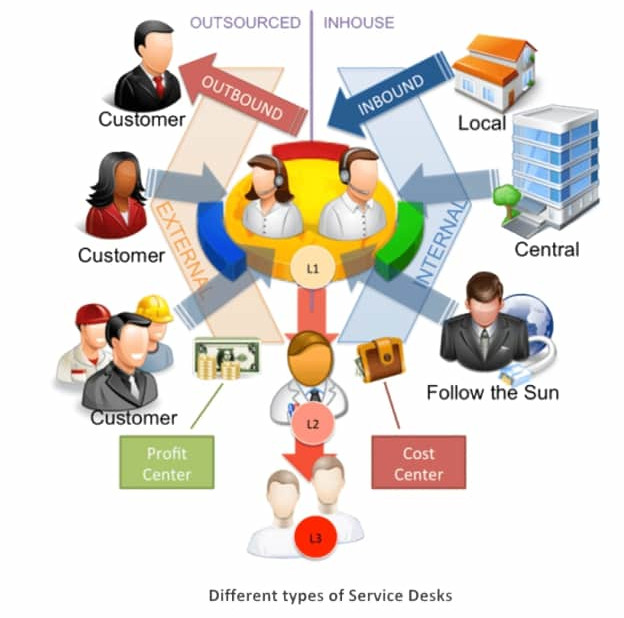 OUTSOURCED
INHOUSE
OUTBOUND
INBOUND
Customer
Local
Customer
EXTERNAL
INTERNAL
Central
L1
Customer
Follow the Sun
L2
Profit
Center
Cost
Center
L3
Different types of Service Desks